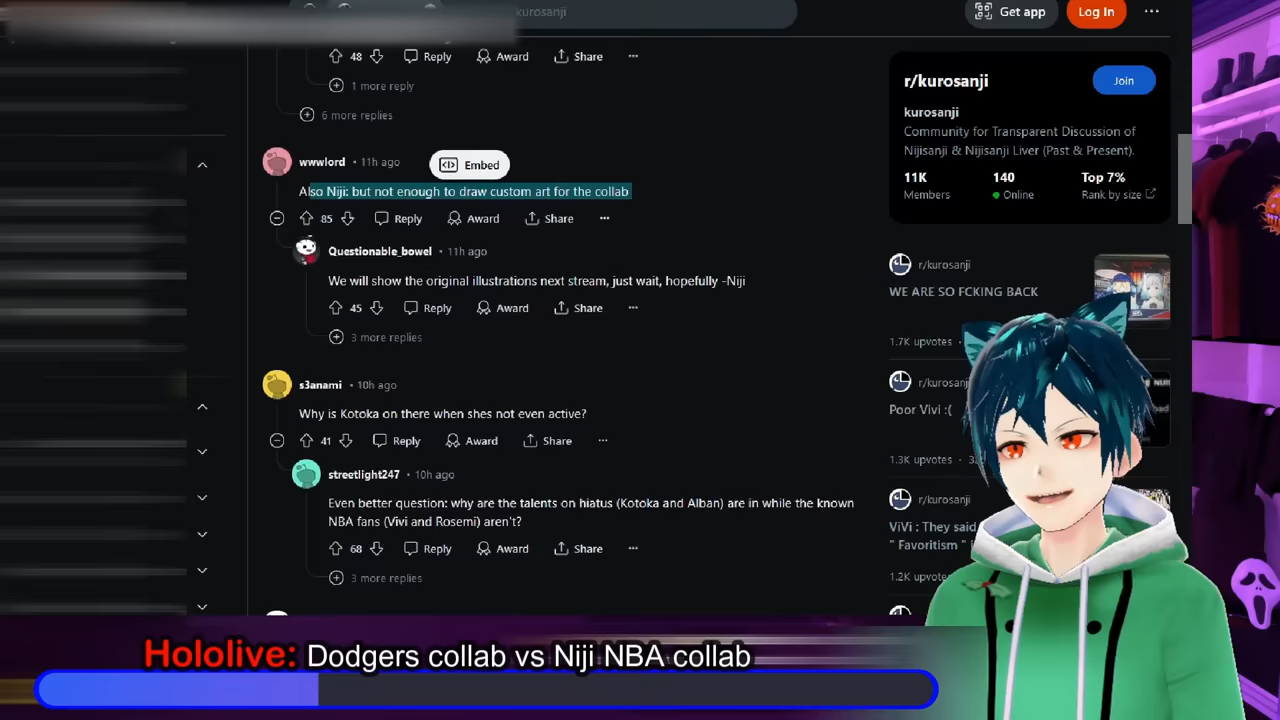 kurosanji
Get app
Log In
48 Reply Award Share
1 more reply
6 more replies
wwwlord • 11h ago
Embed
Also Niji: but not enough to draw custom art for the collab
85 Reply Award Share
Questionable_bowel • 11h ago
We will show the original illustrations next stream, just wait, hopefully -Niji
45 Reply Award Share
3 more replies
s3anami • 10h ago
Why is Kotoka on there when shes not even active?
41 Reply Award Share
streetlight247 • 10h ago
Even better question: why are the talents on hiatus (Kotoka and Alban) are in while the known
NBA fans (Vivi and Rosemi) aren't?
68 Reply Award Share
3 more replies
r/kurosanji
Join
kurosanji
Community for Transparent Discussion of
Nijisanji & Nijisanji Liver (Past & Present).
11K 140 Top 7%
Members Online Rank by size
r/kurosanji
WE ARE SO FCKING BACK
1.7K upvotes
r/kurosanji
Poor Vivi :(
1.3K upvotes
r/kurosanji
ViVi : They said
" Favoritism "
1.2K upvotes
Hololive: Dodgers collab vs Niji NBA collab